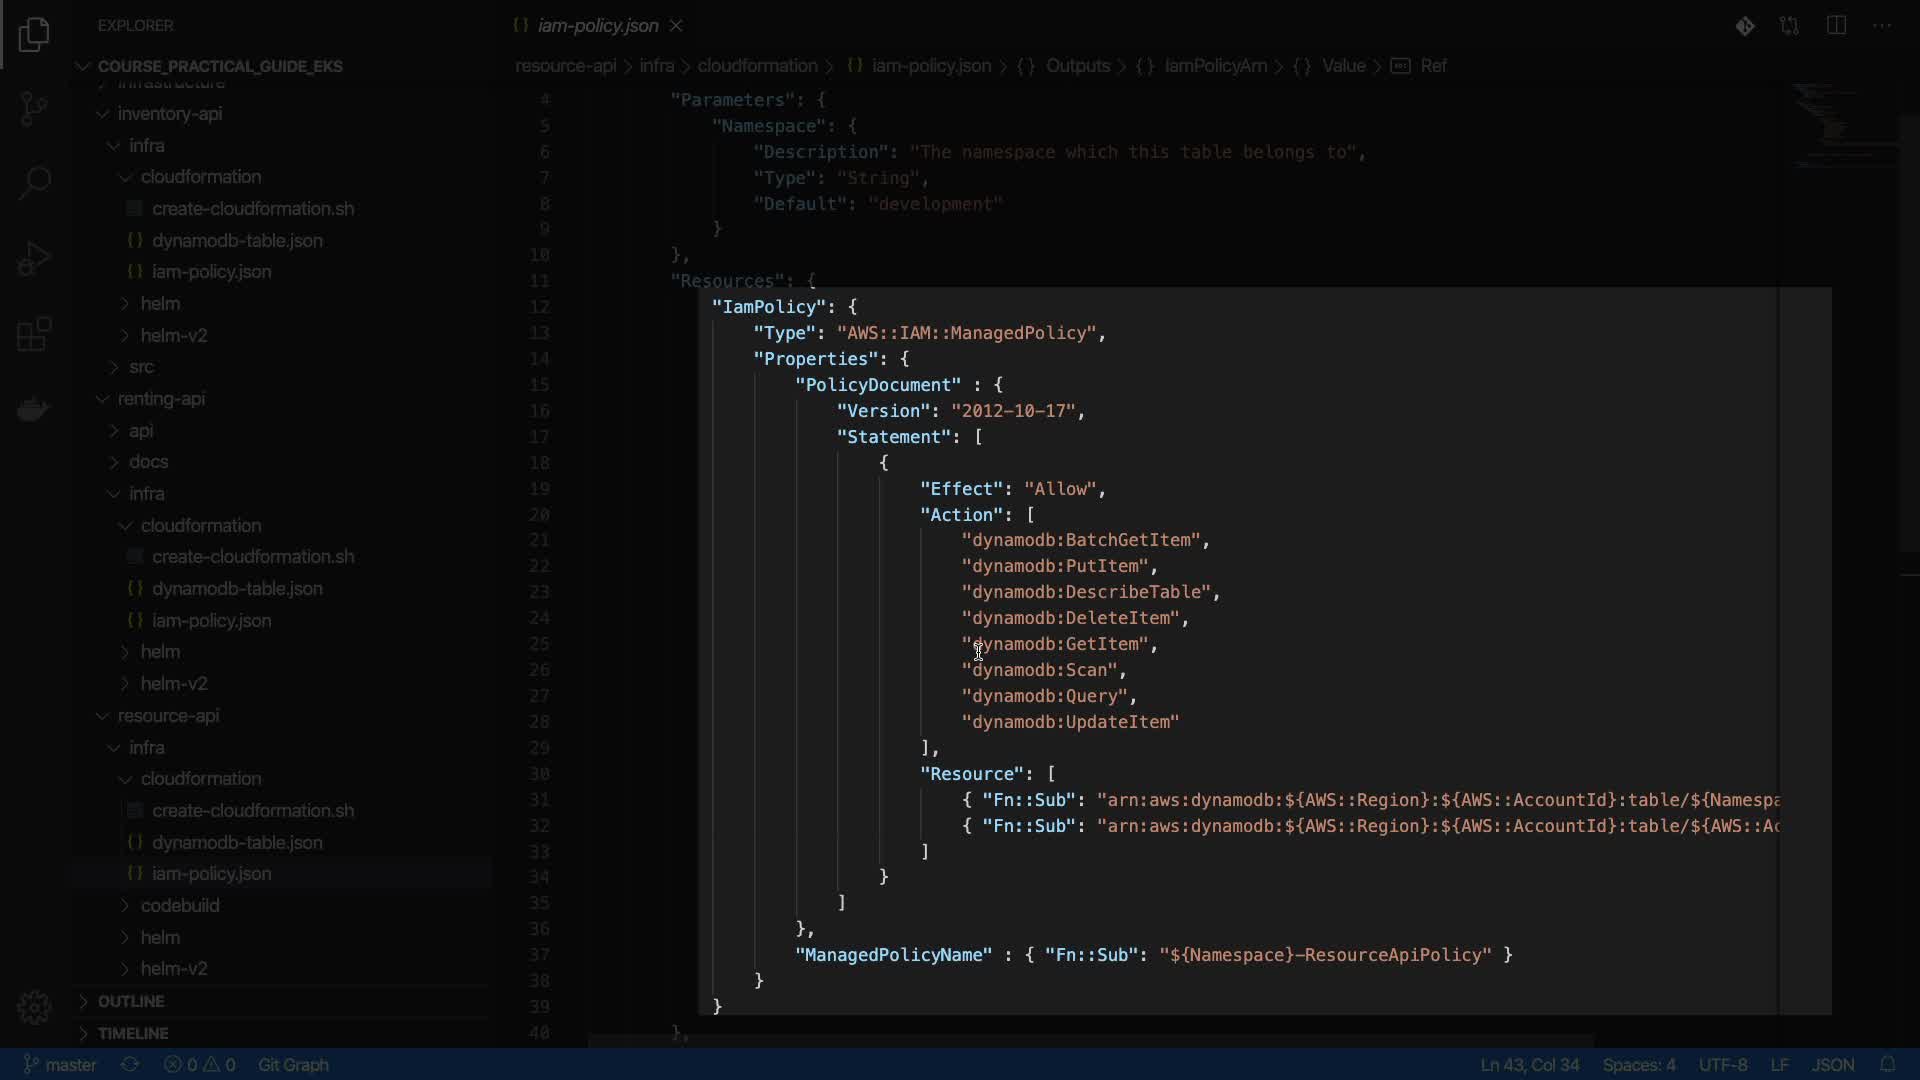 EXPLORER
iam-policy.json
COURSE_PRACTICAL_GUIDE_EKS
resource-api > infra > cloudformation > {} iam-policy.json > {} Outputs > {} IamPolicyArn > {} Value > Ref
infrastructure
inventory-api
infra
cloudformation
create-cloudformation.sh
{} dynamodb-table.json
{} iam-policy.json
helm
helm-v2
src
renting-api
api
docs
infra
cloudformation
create-cloudformation.sh
{} dynamodb-table.json
{} iam-policy.json
helm
helm-v2
resource-api
infra
cloudformation
create-cloudformation.sh
{} dynamodb-table.json
{} iam-policy.json
codebuild
helm
helm-v2
OUTLINE
TIMELINE
4 "Parameters": {
5 "Namespace": {
6 "Description": "The namespace which this table belongs to",
7 "Type": "String",
8 "Default": "development"
9 }
10 },
11 "Resources": {
12 "IamPolicy": {
13 "Type": "AWS::IAM::ManagedPolicy",
14 "Properties": {
15 "PolicyDocument" : {
16 "Version": "2012-10-17",
17 "Statement": [
18 {
19 "Effect": "Allow",
20 "Action": [
21 "dynamodb:BatchGetItem",
22 "dynamodb:PutItem",
23 "dynamodb:DescribeTable",
24 "dynamodb:DeleteItem",
25 "dynamodb:GetItem",
26 "dynamodb:Scan",
27 "dynamodb:Query",
28 "dynamodb:UpdateItem"
29 ],
30 "Resource": [
31 { "Fn::Sub": "arn:aws:dynamodb:${AWS::Region}:${AWS::AccountId}:table/${Namespa
32 { "Fn::Sub": "arn:aws:dynamodb:${AWS::Region}:${AWS::AccountId}:table/${AWS::Ac
33 ]
34 }
35 ]
36 },
37 "ManagedPolicyName" : { "Fn::Sub": "${Namespace}-ResourceApiPolicy" }
38 }
39 }
40 },
master 0 0 Git Graph Ln 43, Col 34 Spaces: 4 UTF-8 LF JSON